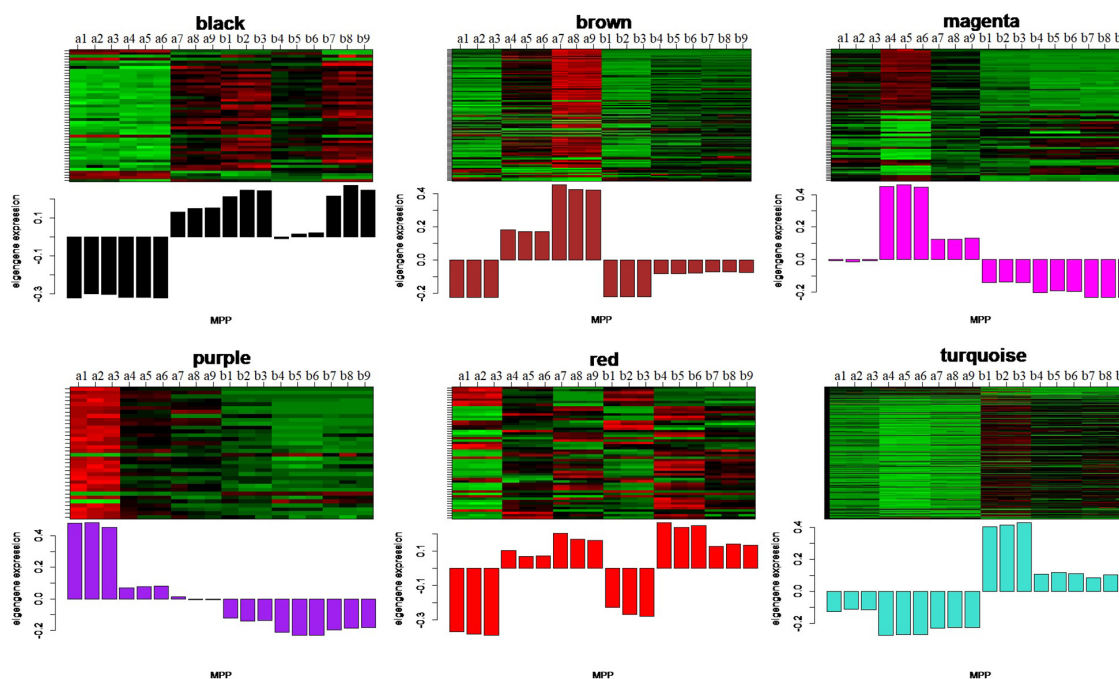 black
a1 a2 a3 a4 a5 a6 a7 a8 a9 b1 b2 b3 b4 b5 b6 b7 b8 b9
eigengene expression
0.1
-0.1
-0.3
MPP
brown
a1 a2 a3 a4 a5 a6 a7 a8 a9 b1 b2 b3 b4 b5 b6 b7 b8 b9
eigengene expression
0.4
0.2
0.0
-0.2
MPP
magenta
a1 a2 a3 a4 a5 a6 a7 a8 a9 b1 b2 b3 b4 b5 b6 b7 b8
eigengene expression
0.4
0.2
0.0
-0.2
MPP
purple
a1 a2 a3 a4 a5 a6 a7 a8 a9 b1 b2 b3 b4 b5 b6 b7 b8 b9
eigengene expression
0.4
0.2
0.0
-0.2
MPP
red
a1 a2 a3 a4 a5 a6 a7 a8 a9 b1 b2 b3 b4 b5 b6 b7 b8 b9
eigengene expression
0.1
-0.1
-0.3
MPP
turquoise
a1 a2 a3 a4 a5 a6 a7 a8 a9 b1 b2 b3 b4 b5 b6 b7 b8
eigengene expression
0.4
0.2
0.0
-0.2
MPP